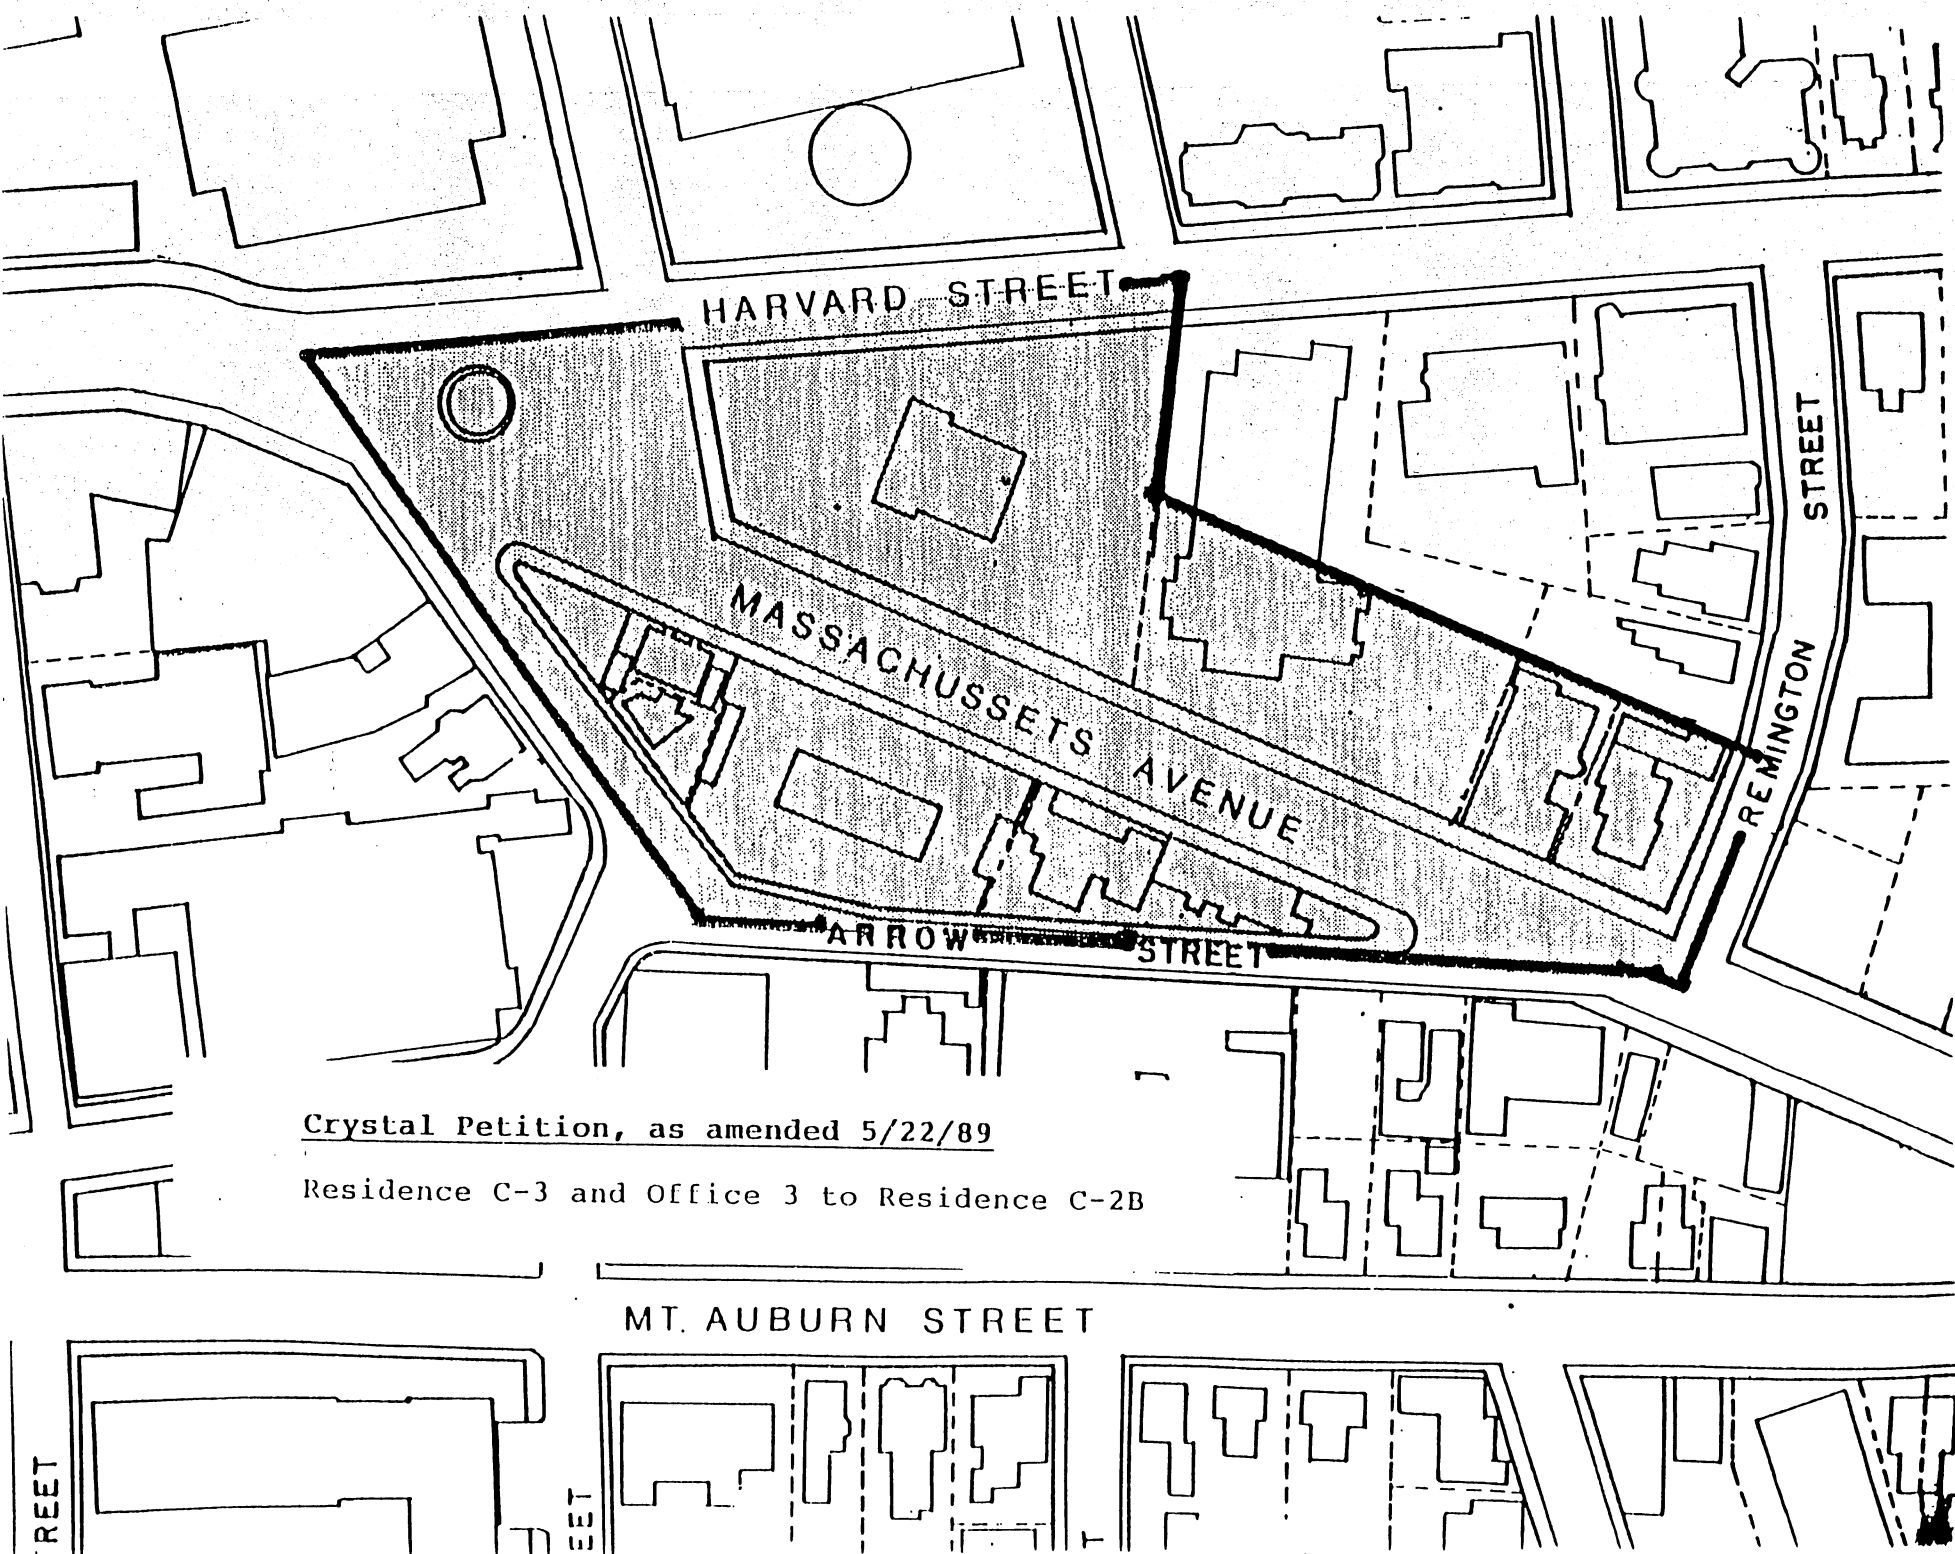 HARVARD STREET
STREET
MASSACHUSSETS AVENUE
REMINGTON
ARROW STREET
Crystal Petition, as amended 5/22/89
Residence C-3 and Office 3 to Residence C-2B
MT. AUBURN STREET
TREET
EET
T